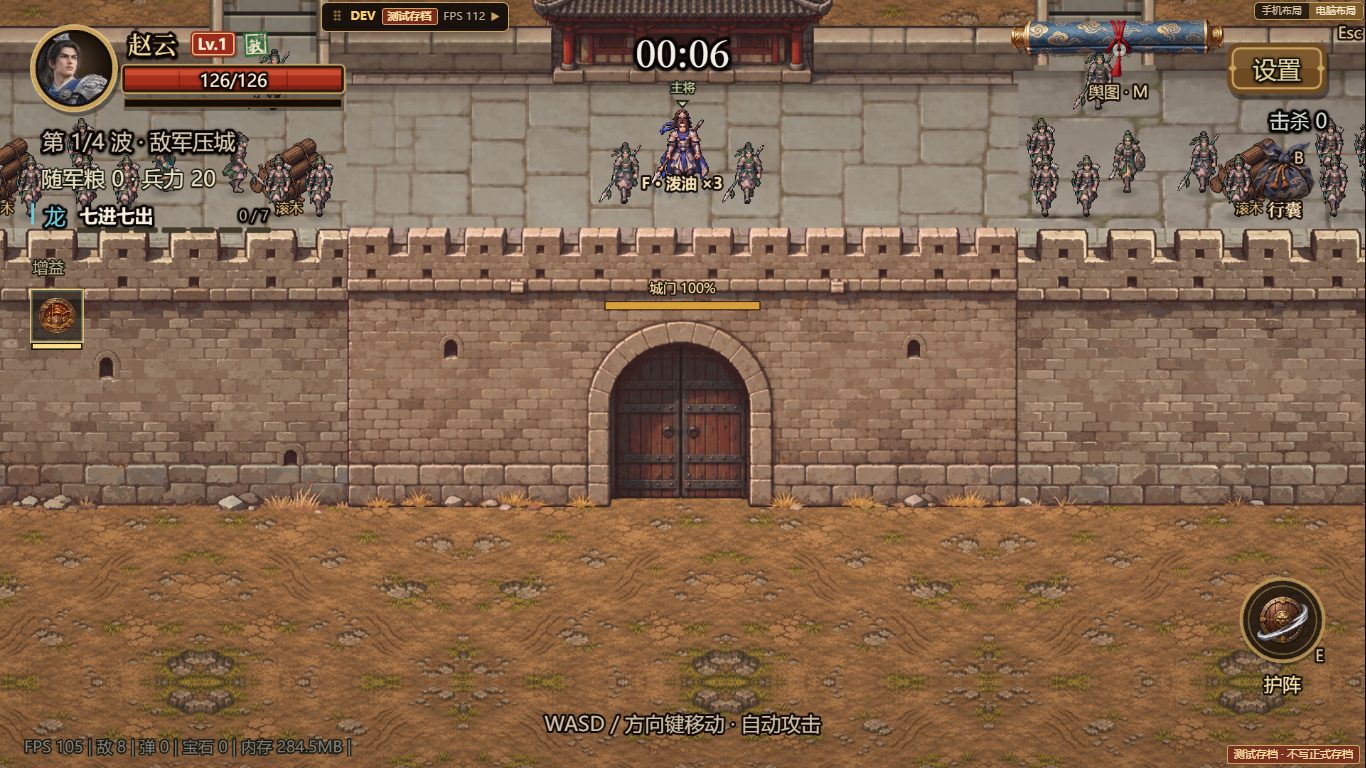 DEV 测试存档 FPS 112 ▶
手机布局 电脑布局
Esc
赵云 Lv.1
126/126
00:06
设置
主将
舆图 · M
击杀 0
第 1/4 波 · 敌军压城
随军粮 0 · 兵力 20
F · 泼油 ×3
B
木
龙 七进七出 0 / 7
滚木
滚木
行囊
增益
城门 100%
E
护阵
WASD / 方向键移动 · 自动攻击
FPS 105 | 敌 8 | 弹 0 | 宝石 0 | 内存 284.5MB |
测试存档 · 不写正式存档